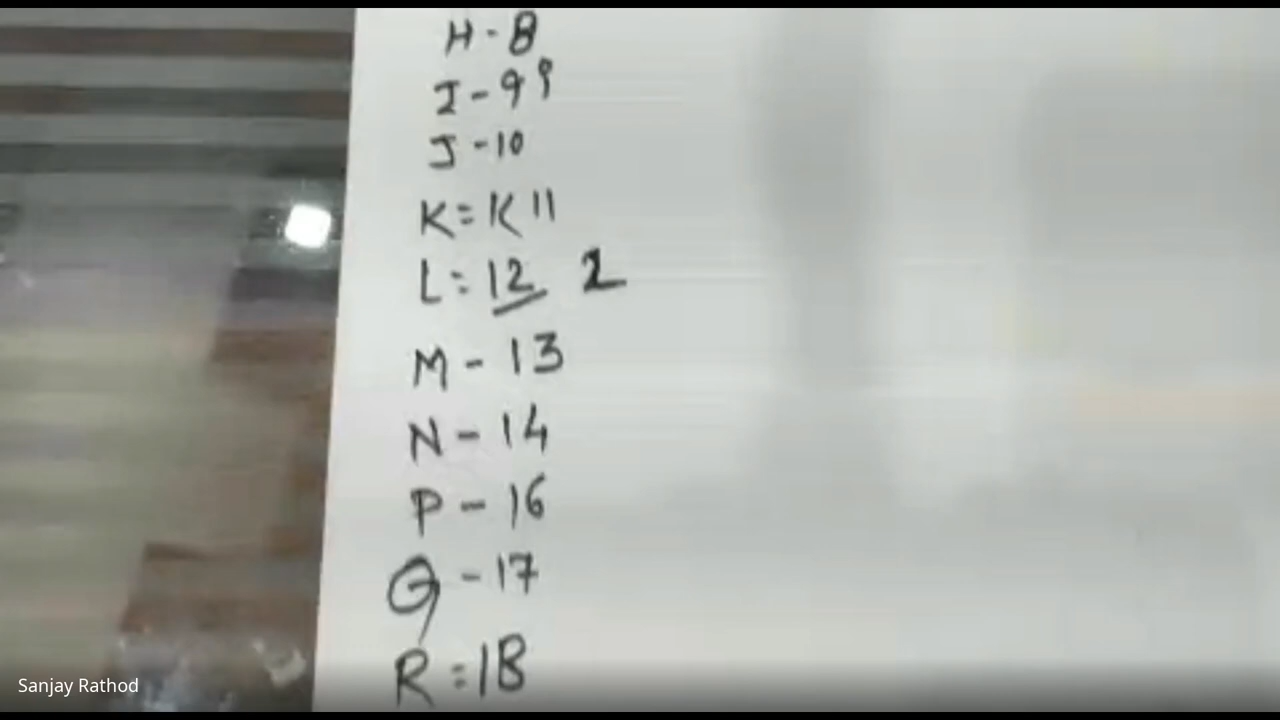 H - 8
I - 9 9
J - 10
K = K 11
L = 12 2
M - 13
N - 14
P - 16
Q - 17
R = 18
Sanjay Rathod